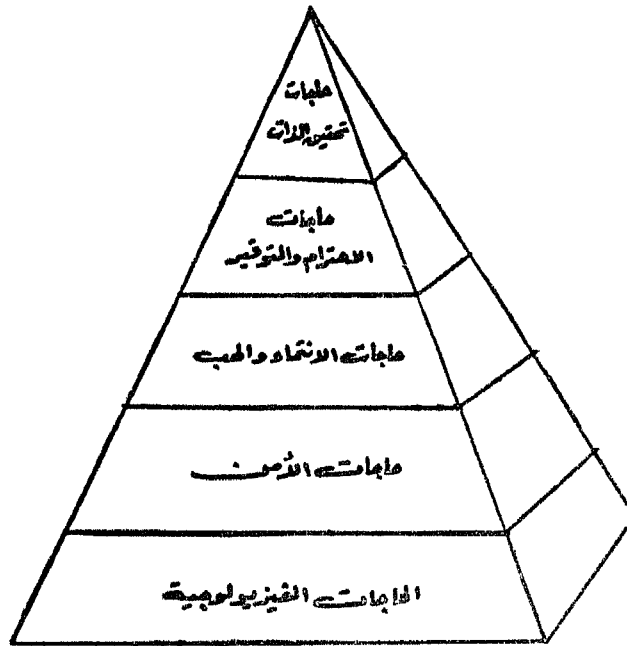 حاجات
تحقيق الذات
حاجات
الاحترام والتوقير
حاجات الانتماء والحب
حاجات الأمن
الحاجات الفيزيولوجية